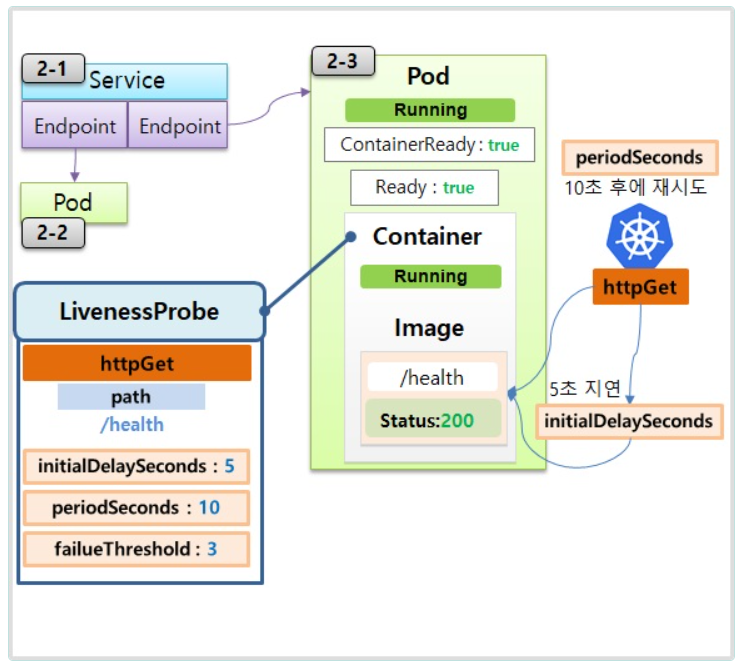 2-1
Service
Endpoint
Endpoint
Pod
2-2
2-3
Pod
Running
ContainerReady : true
Ready : true
Container
Running
Image
/health
Status:200
LivenessProbe
httpGet
path
/health
initialDelaySeconds : 5
periodSeconds : 10
failueThreshold : 3
periodSeconds
10초 후에 재시도
httpGet
5초 지연
initialDelaySeconds